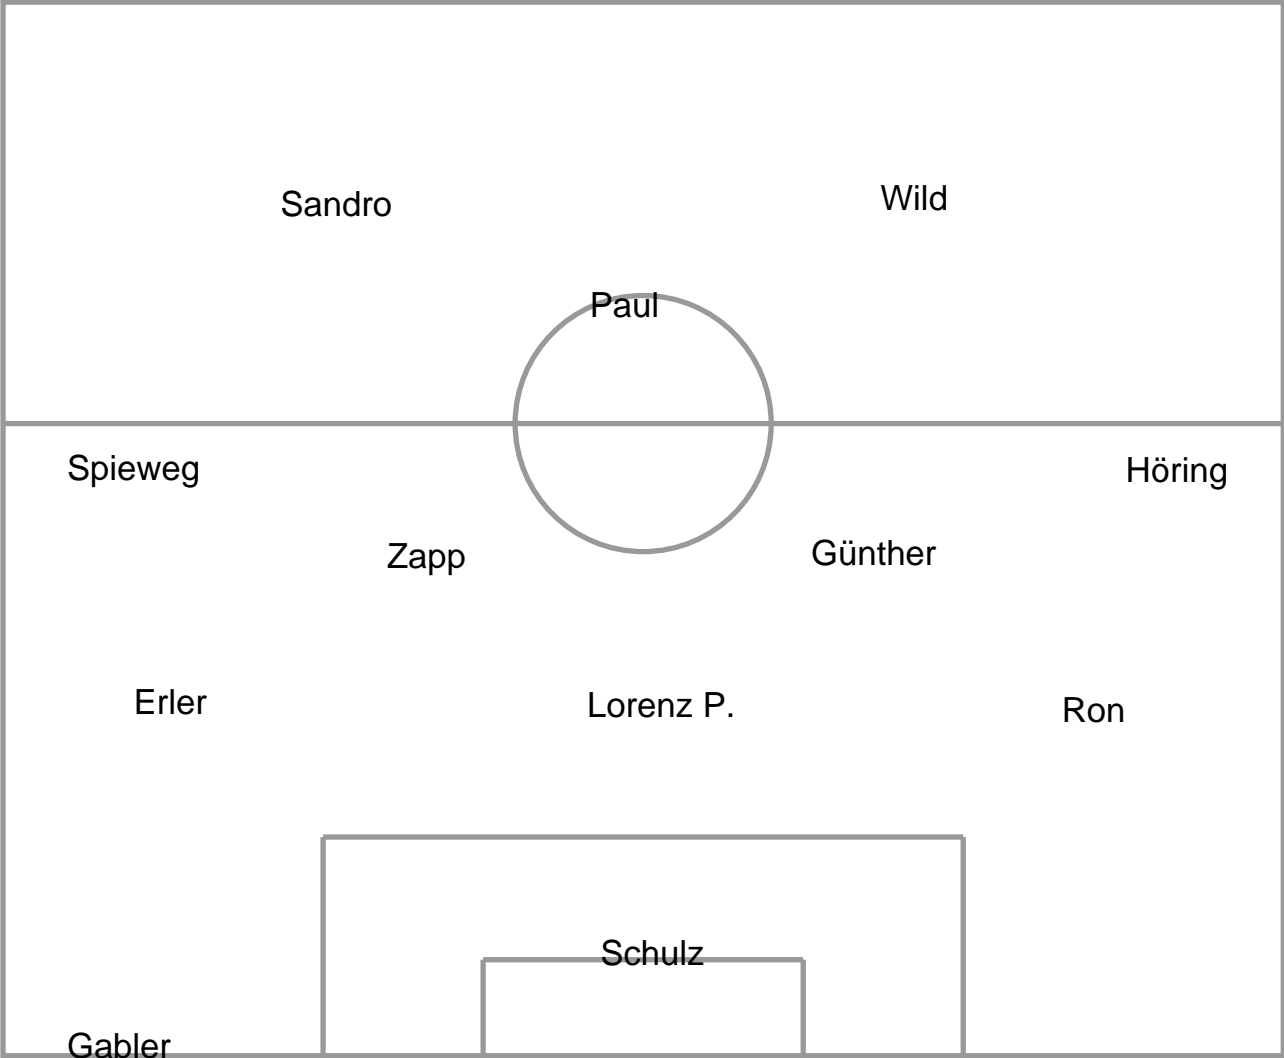 Sandro
Wild
Paul
Spieweg
Höring
Zapp
Günther
Erler
Lorenz P.
Ron
Schulz
Gabler